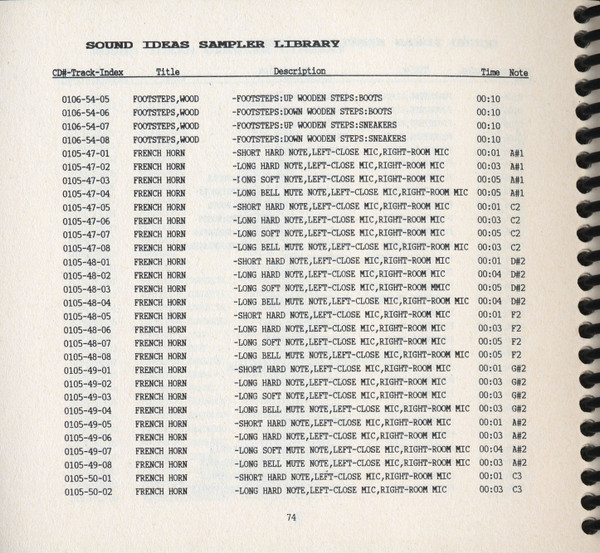 SOUND IDEAS SAMPLER LIBRARY
CD#-Track-Index Title Description Time Note
0106-54-05 FOOTSTEPS,WOOD -FOOTSTEPS:UP WOODEN STEPS:BOOTS 00:10
0106-54-06 FOOTSTEPS,WOOD -FOOTSTEPS:DOWN WOODEN STEPS:BOOTS 00:10
0106-54-07 FOOTSTEPS,WOOD -FOOTSTEPS:UP WOODEN STEPS:SNEAKERS 00:10
0106-54-08 FOOTSTEPS,WOOD -FOOTSTEPS:DOWN WOODEN STEPS:SNEAKERS 00:10
0105-47-01 FRENCH HORN -SHORT HARD NOTE,LEFT-CLOSE MIC,RIGHT-ROOM MIC 00:01 A#1
0105-47-02 FRENCH HORN -LONG HARD NOTE,LEFT-CLOSE MIC,RIGHT-ROOM MIC 00:03 A#1
0105-47-03 FRENCH HORN -IONG SOFT NOTE,LEFT-CLOSE MIC,RIGHT-ROOM MIC 00:05 A#1
0105-47-04 FRENCH HORN -LONG BELL MUTE NOTE,LEFT-CLOSE MIC,RIGHT-ROOM MIC 00:05 A#1
0105-47-05 FRENCH HORN -SHORT HARD NOTE,LEFT-CLOSE MIC,RIGHT-ROOM MIC 00:01 C2
0105-47-06 FRENCH HORN -LONG HARD NOTE,LEFT-CLOSE MIC,RIGHT-ROOM MIC 00:03 C2
0105-47-07 FRENCH HORN -LONG SOFT NOTE,LEFT-CLOSE MIC,RIGHT-ROOM MIC 00:05 C2
0105-47-08 FRENCH HORN -LONG BELL MUTE NOTE,LEFT-CLOSE MIC,RIGHT-ROOM MIC 00:03 C2
0105-48-01 FRENCH HORN -SHORT HARD NOTE,LEFT-CLOSE MIC,RIGHT-ROOM MIC 00:01 D#2
0105-48-02 FRENCH HORN -LONG HARD NOTE,LEFT-CLOSE MIC,RIGHT-ROOM MIC 00:04 D#2
0105-48-03 FRENCH HORN -LONG SOFT NOTE,LEFT-CLOSE MIC,RIGHT-ROOM MMIC 00:05 D#2
0105-48-04 FRENCH HORN -LONG BELL MUTE NOTE,LEFT-CLOSE MIC,RIGHT-ROOM MIC 00:04 D#2
0105-48-05 FRENCH HORN -SHORT HARD NOTE,LEFT-CLOSE MIC,RIGHT-ROOM MIC 00:01 F2
0105-48-06 FRENCH HORN -LONG HARD NOTE,LEFT-CLOSE MIC,RIGHT-ROOM MIC 00:03 F2
0105-48-07 FRENCH HORN -LONG SOFT NOTE,LEFT-CLOSE MIC,RIGHT-ROOM MIC 00:05 F2
0105-48-08 FRENCH HORN -LONG BELL MUTE NOTE,LEFT-CLOSE MIC,RIGHT-ROOM MIC 00:05 F2
0105-49-01 FRENCH HORN -SHORT HARD NOTE,LEFT-CLOSE MIC,RIGHT-ROOM MIC 00:01 G#2
0105-49-02 FRENCH HORN -LONG HARD NOTE,LEFT-CLOSE MIC,RIGHT-ROOM MIC 00:03 G#2
0105-49-03 FRENCH HORN -LONG SOFT NOTE,LEFT-CLOSE MIC,RIGHT-ROOM MIC 00:03 G#2
0105-49-04 FRENCH HORN -LONG BELL MUTE NOTE,LEFT-CLOSE MIC,RIGHT-ROOM MIC 00:03 G#2
0105-49-05 FRENCH HORN -SHORT HARD NOTE,LEFT-CLOSE MIC,RIGHT-ROOM MIC 00:01 A#2
0105-49-06 FRENCH HORN -LONG HARD NOTE,LEFT-CLOSE MIC,RIGHT-ROOM MIC 00:03 A#2
0105-49-07 FRENCH HORN -LONG SOFT MUTE NOTE,LEFT-CLOSE MIC,RIGHT-ROOM MIC 00:04 A#2
0105-49-08 FRENCH HORN -LONG BELL MUTE NOTE,LEFT-CLOSE MIC,RIGHT-ROOM MIC 00:03 A#2
0105-50-01 FRENCH HORN -SHORT HARD NOTE,LEFT-CLOSE MIC,RIGHT-ROOM MIC 00:01 C3
0105-50-02 FRENCH HORN -LONG HARD NOTE,LEFT-CLOSE MIC,RIGHT-ROOM MIC 00:03 C3
74